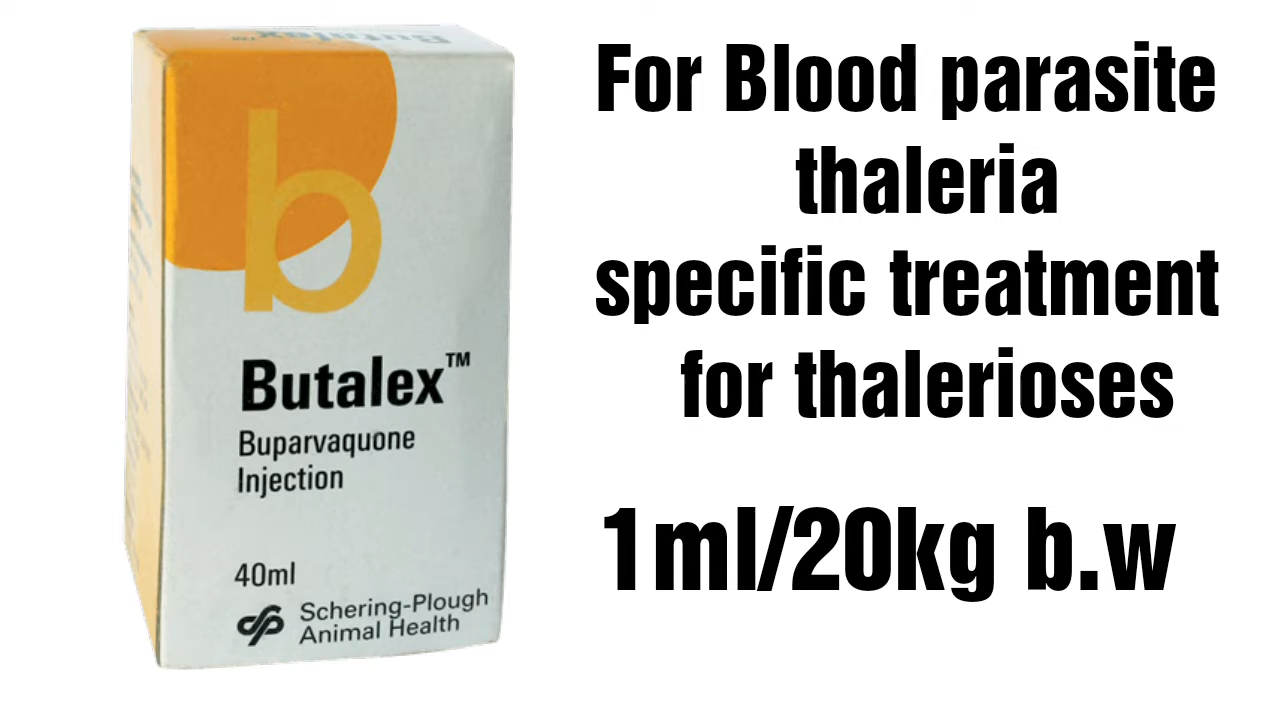 b
Butalex™
Buparvaquone
Injection
40ml
Schering-Plough
Animal Health
For Blood parasite
thaleria
specific treatment
for thalerioses
1ml/20kg b.w